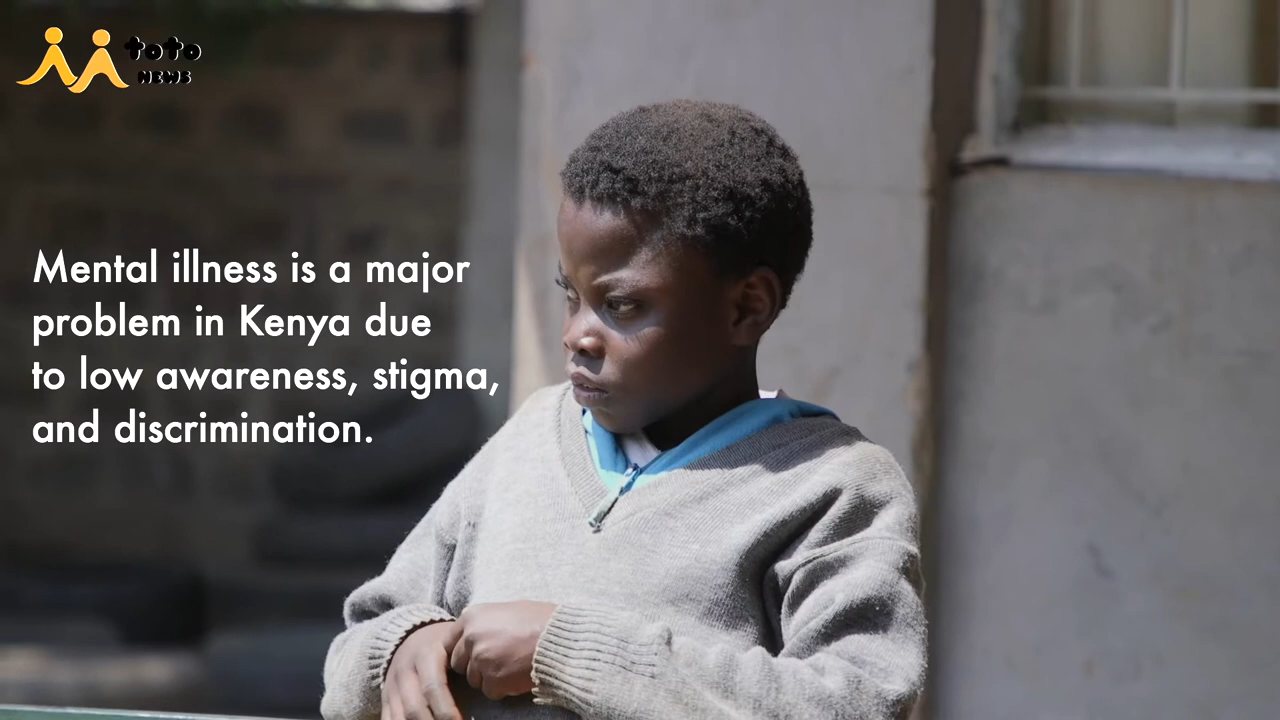 toto
NEWS
Mental illness is a major
problem in Kenya due
to low awareness, stigma,
and discrimination.